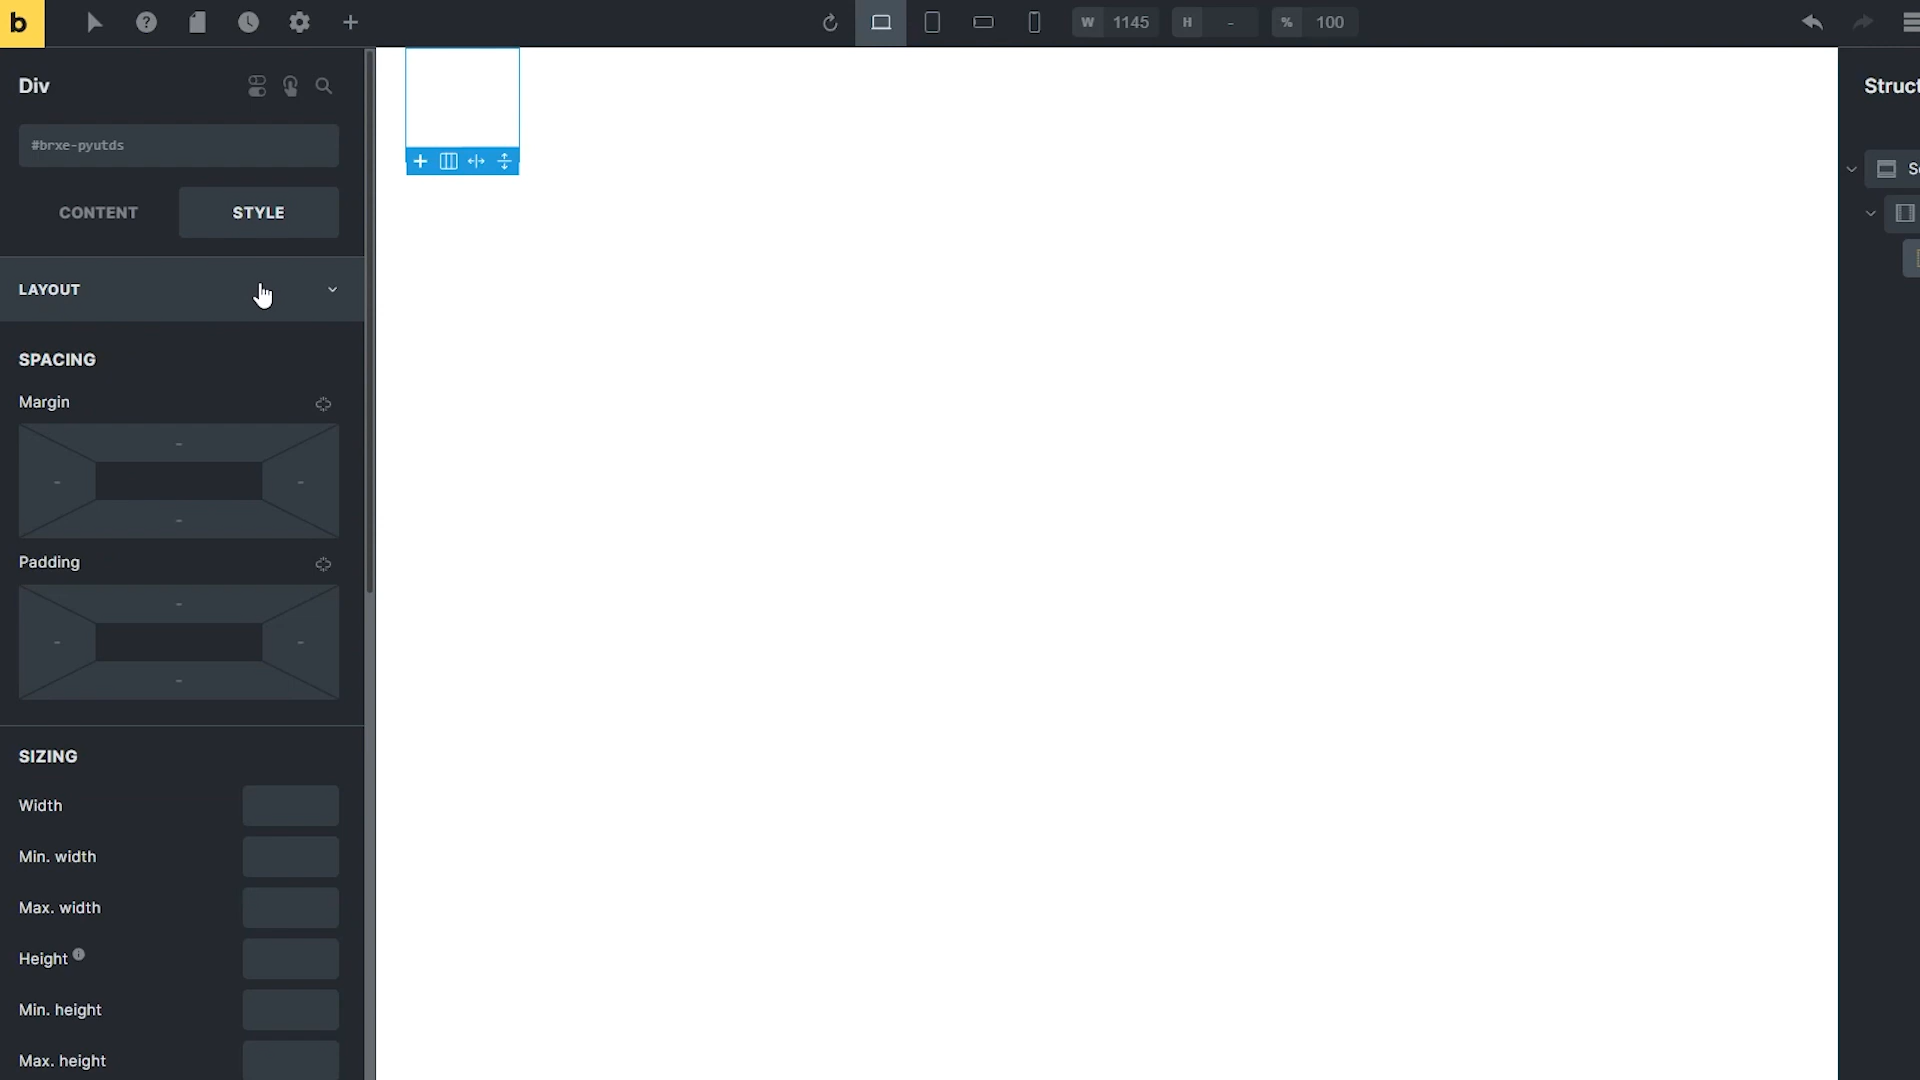 b
W 1145 H - % 100
Div
Struct
#brxe-pyutds
CONTENT STYLE
LAYOUT
SPACING
Margin
-
- -
-
Padding
-
- -
-
SIZING
Width
Min. width
Max. width
Height
Min. height
Max. height